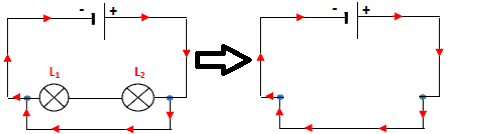 - +
- +
L₁ L₂